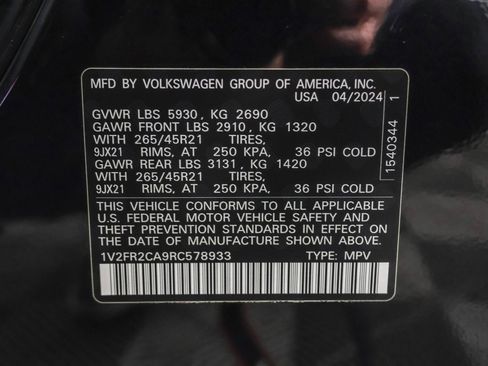 MFD BY VOLKSWAGEN GROUP OF AMERICA, INC.
USA 04/2024
GVWR LBS 5930 , KG 2690
GAWR FRONT LBS 2910 , KG 1320
WITH 265/45R21 TIRES,
9JX21 RIMS, AT 250 KPA, 36 PSI COLD
GAWR REAR LBS 3131 , KG 1420
WITH 265/45R21 TIRES,
9JX21 RIMS, AT 250 KPA, 36 PSI COLD
THIS VEHICLE CONFORMS TO ALL APPLICABLE
U.S. FEDERAL MOTOR VEHICLE SAFETY AND
THEFT PREVENTION STANDARDS IN EFFECT ON
THE DATE OF MANUFACTURE SHOWN ABOVE.
1V2FR2CA9RC578933 TYPE: MPV
1540344 1